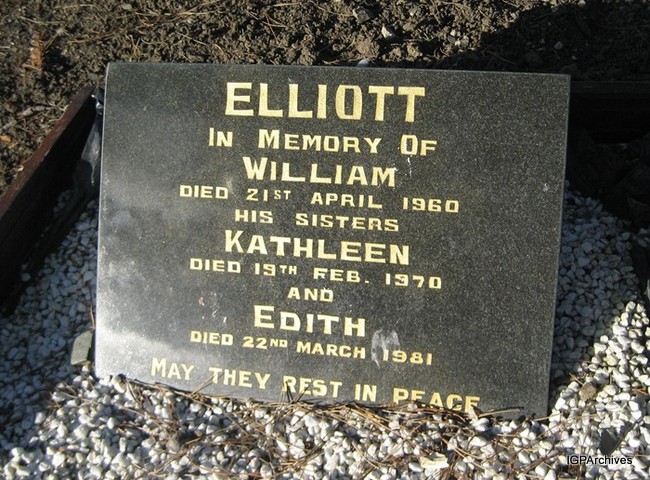 ELLIOTT
IN MEMORY OF
WILLIAM
DIED 21ST APRIL 1960
HIS SISTERS
KATHLEEN
DIED 19TH FEB. 1970
AND
EDITH
DIED 22ND MARCH 1981
MAY THEY REST IN PEACE
IGPArchives